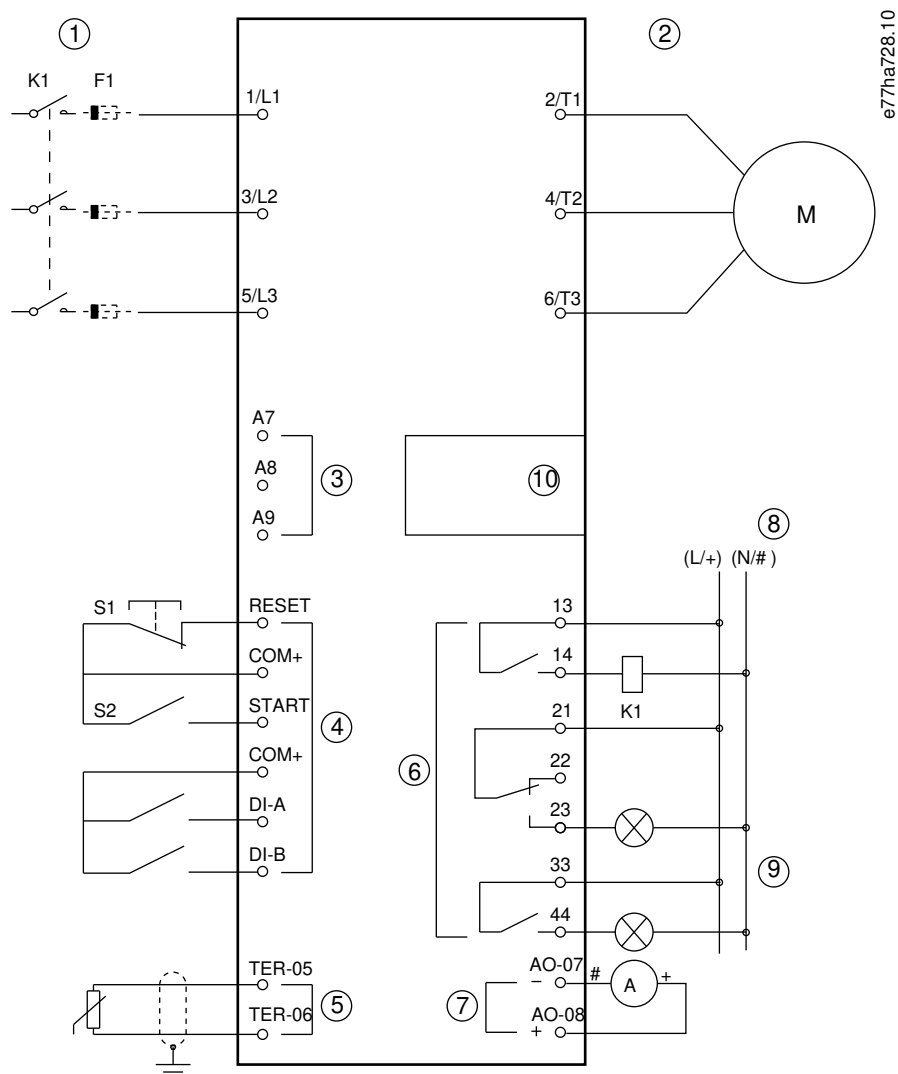 1
2
e77ha728.10
K1
F1
1/L1
2/T1
3/L2
4/T2
M
5/L3
6/T3
A7
A8
3
10
A9
8
(L/+) (N/# )
S1
RESET
13
COM+
14
K1
S2
START
4
21
COM+
6
22
DI-A
23
DI-B
33
9
44
TER-05
AO-07
− # A +
5
7
TER-06
AO-08
+